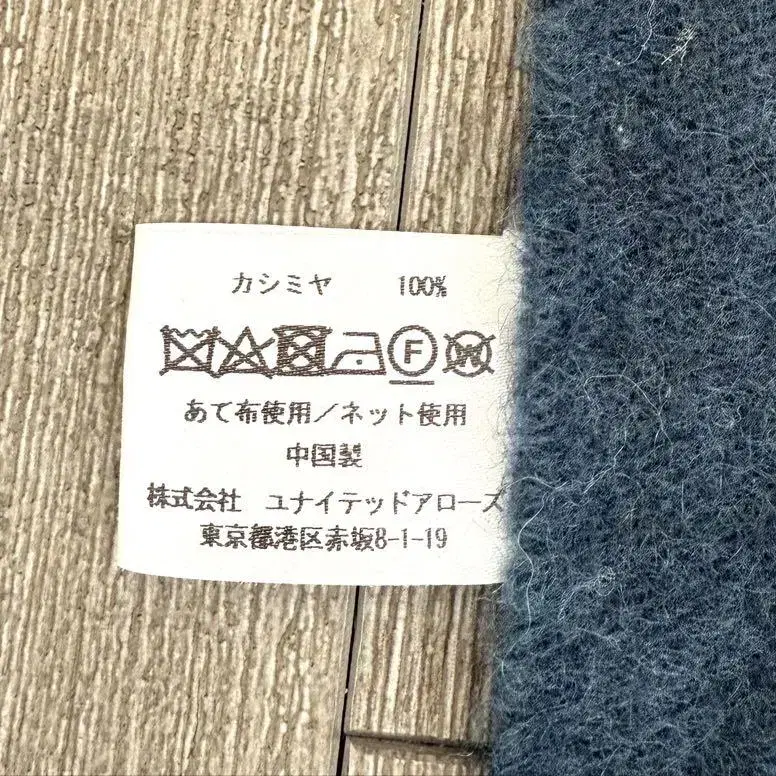 カシミヤ 100%
F W
あて布使用／ネット使用
中国製
株式会社 ユナイテッドアローズ
東京都港区赤坂8-1-19